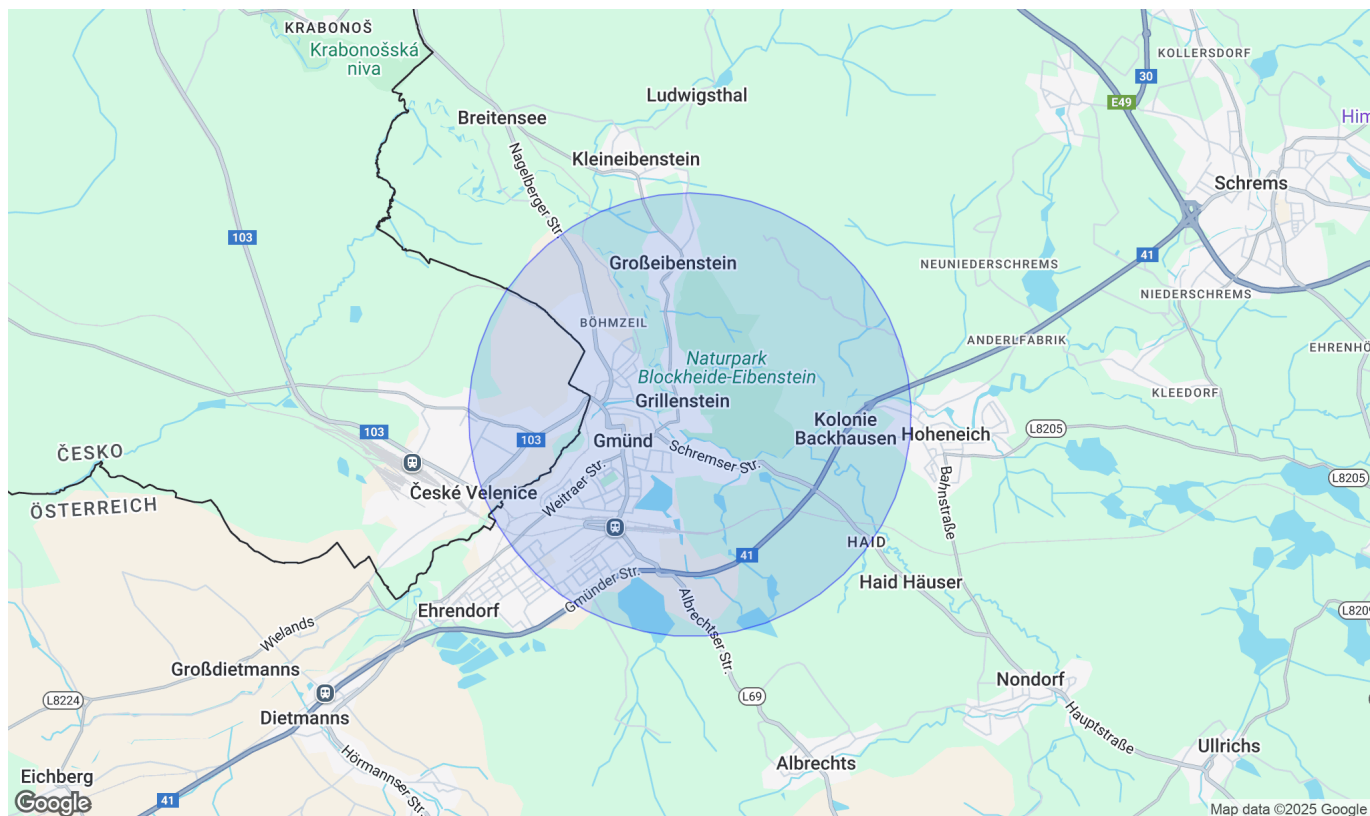 KRABONOŠ
Krabonošská
niva
KOLLERSDORF
30
E49
Ludwigsthal
Breitensee
Kleineibenstein
Nagelberger Str.
Schrems
103
41
Großeibenstein
NEUNIEDERSCHREMS
NIEDERSCHREMS
BÖHMZEIL
ANDERLFABRIK
Naturpark
Blockheide-Eibenstein
KLEEDORF
Grillenstein
Kolonie
Backhausen
Hoheneich
L8205
103
103
Gmünd
Schremser Str.
ČESKO
ÖSTERREICH
České Velenice
Weitraer Str.
Bahnstraße
L8205
HAID
41
Haid Häuser
Gmünder Str.
Ehrendorf
Albrechtser Str.
Wielands
Großdietmanns
L8224
Dietmanns
L69
Nondorf
Hauptstraße
Ullrichs
Albrechts
Hörmannser Str.
Eichberg
41
Google
Map data ©2025 Google